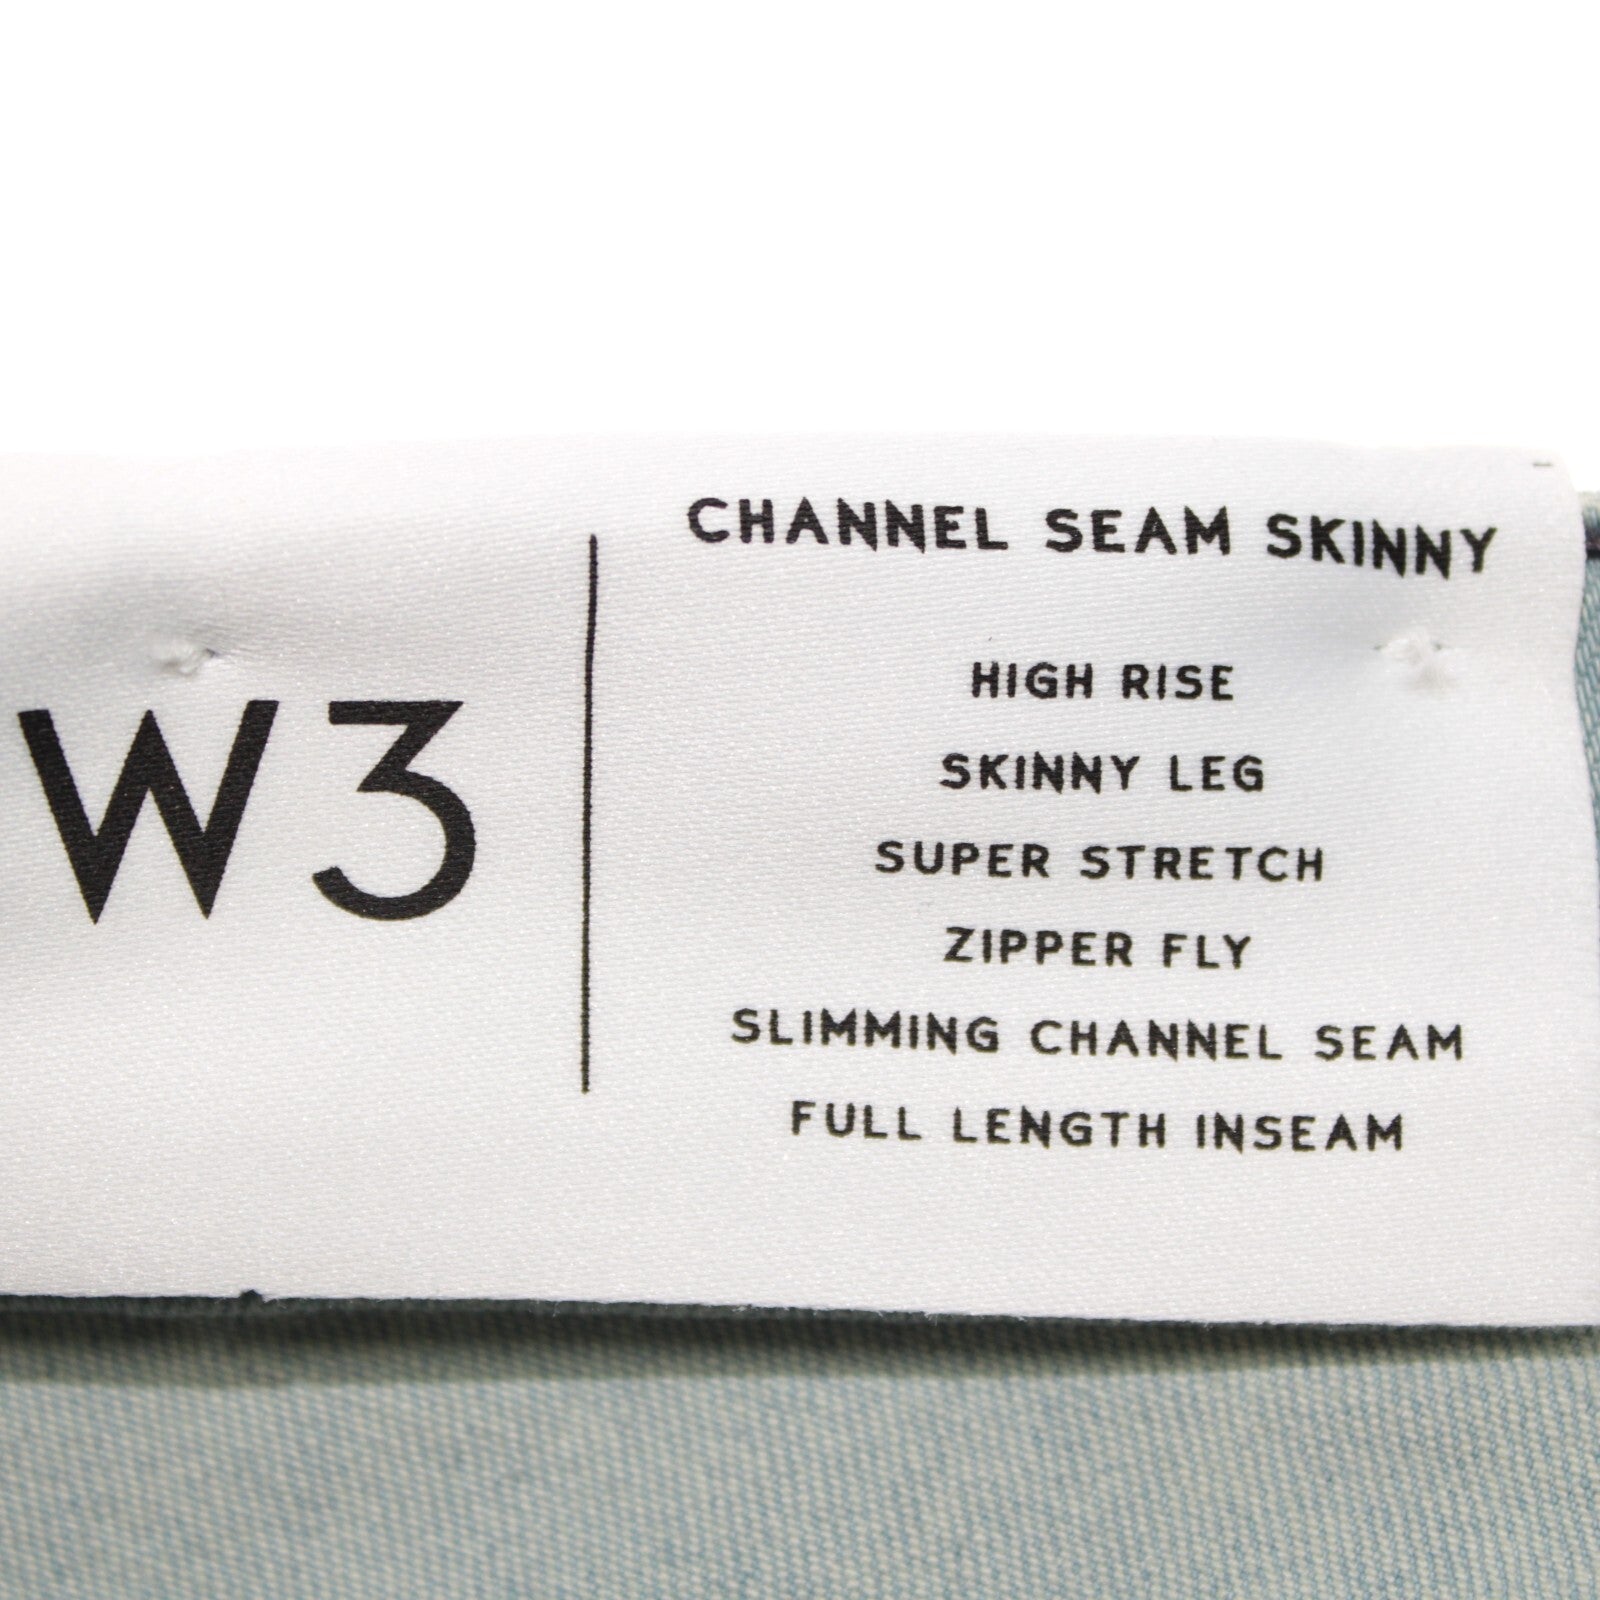 W3
CHANNEL SEAM SKINNY
HIGH RISE
SKINNY LEG
SUPER STRETCH
ZIPPER FLY
SLIMMING CHANNEL SEAM
FULL LENGTH INSEAM